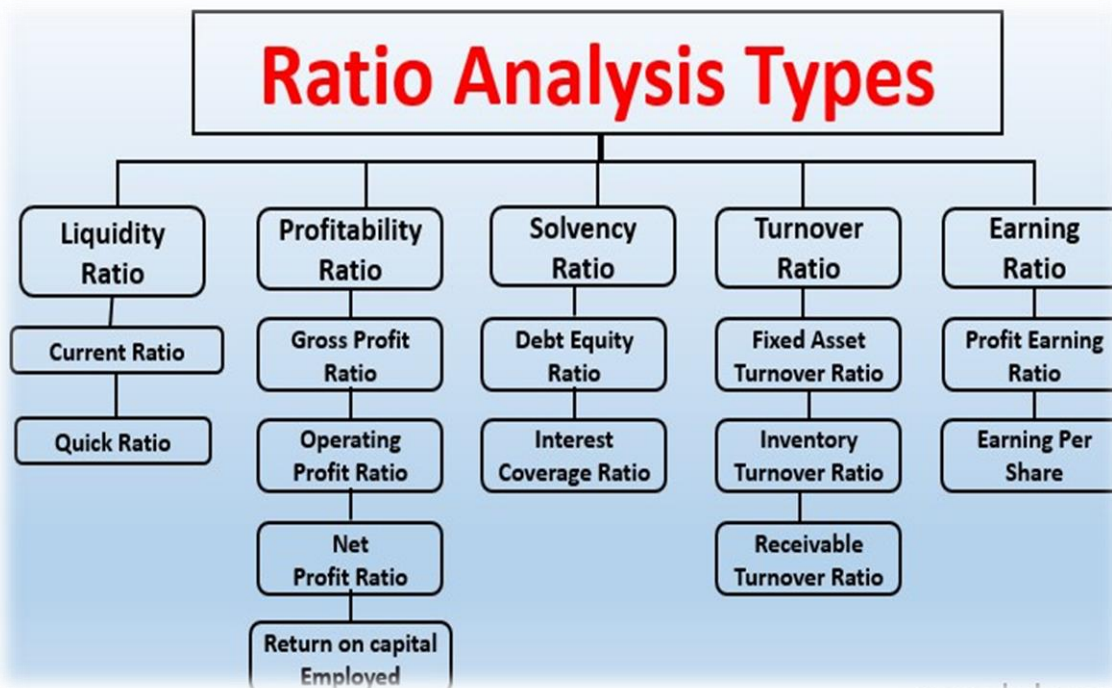 Ratio Analysis Types
Liquidity
Ratio
Current Ratio
Quick Ratio
Profitability
Ratio
Gross Profit
Ratio
Operating
Profit Ratio
Net
Profit Ratio
Return on capital
Employed
Solvency
Ratio
Debt Equity
Ratio
Interest
Coverage Ratio
Turnover
Ratio
Fixed Asset
Turnover Ratio
Inventory
Turnover Ratio
Receivable
Turnover Ratio
Earning
Ratio
Profit Earning
Ratio
Earning Per
Share